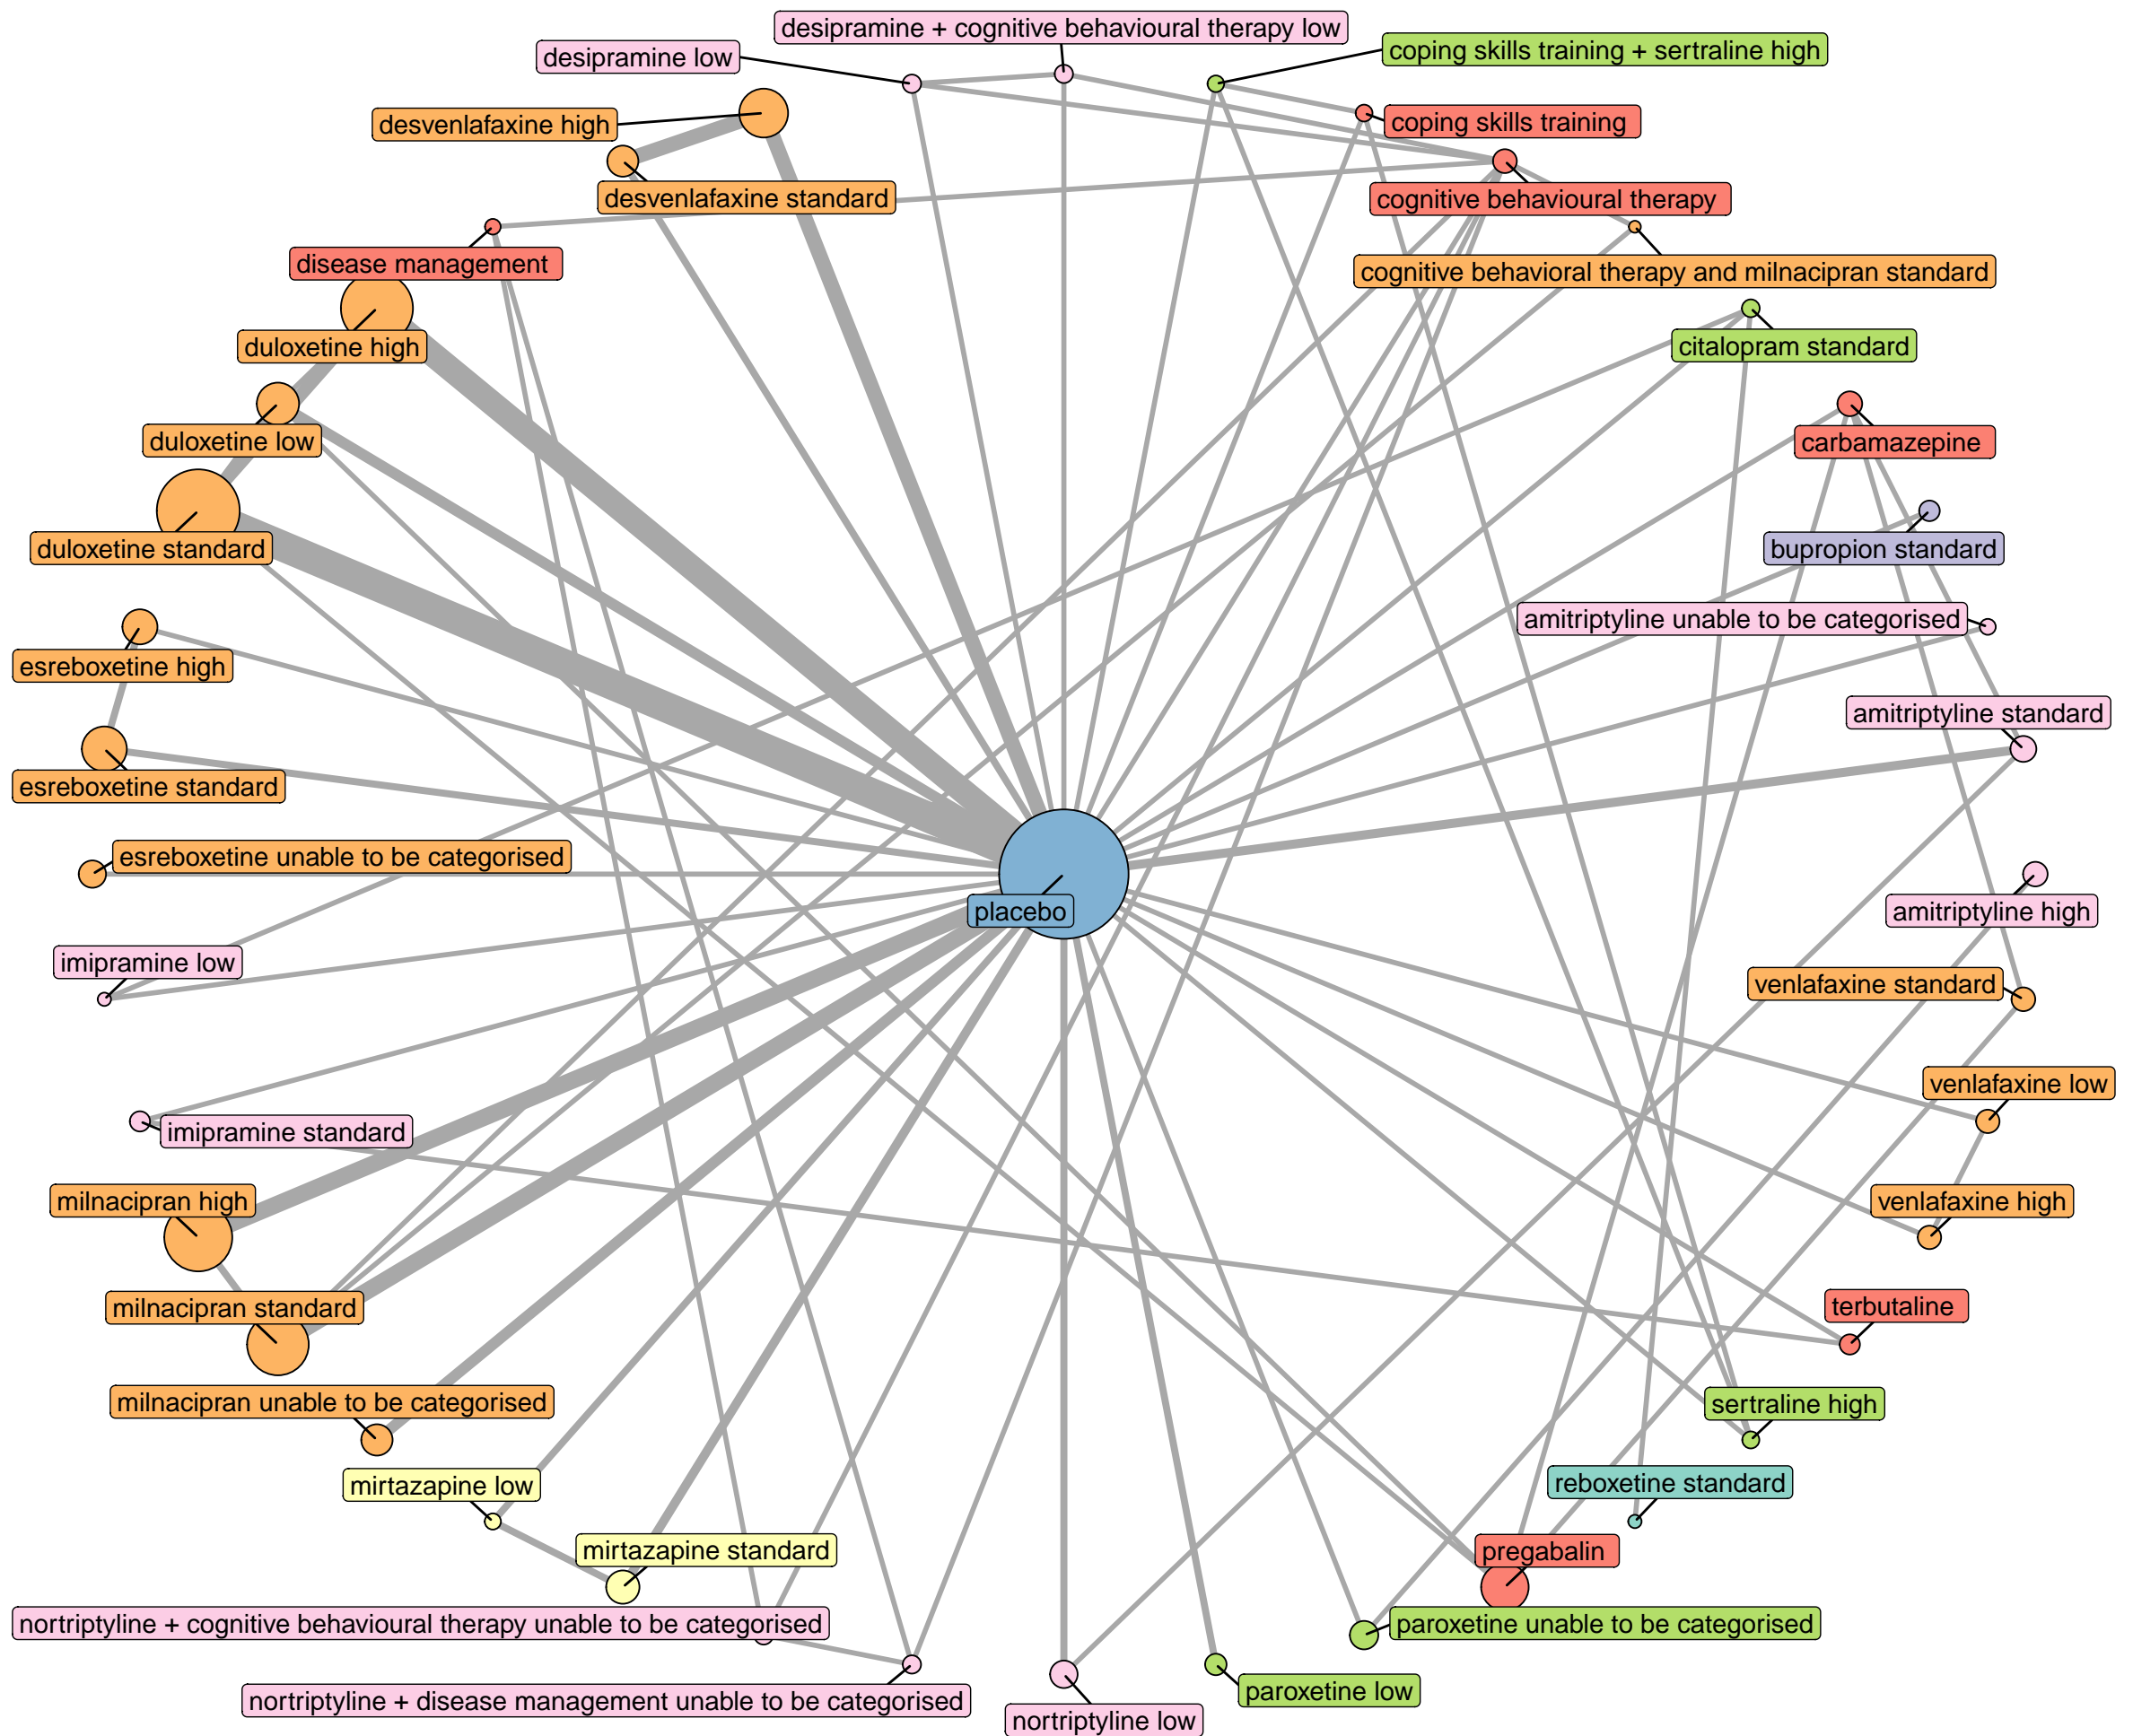 desipramine + cognitive behavioural therapy low
desipramine low
coping skills training + sertraline high
desvenlafaxine high
coping skills training
desvenlafaxine standard
cognitive behavioural therapy
disease management
cognitive behavioral therapy and milnacipran standard
duloxetine high
citalopram standard
duloxetine low
carbamazepine
duloxetine standard
bupropion standard
amitriptyline unable to be categorised
esreboxetine high
amitriptyline standard
esreboxetine standard
esreboxetine unable to be categorised
placebo
amitriptyline high
imipramine low
venlafaxine standard
venlafaxine low
imipramine standard
milnacipran high
venlafaxine high
milnacipran standard
terbutaline
milnacipran unable to be categorised
sertraline high
mirtazapine low
reboxetine standard
mirtazapine standard
pregabalin
nortriptyline + cognitive behavioural therapy unable to be categorised
paroxetine unable to be categorised
nortriptyline + disease management unable to be categorised
paroxetine low
nortriptyline low